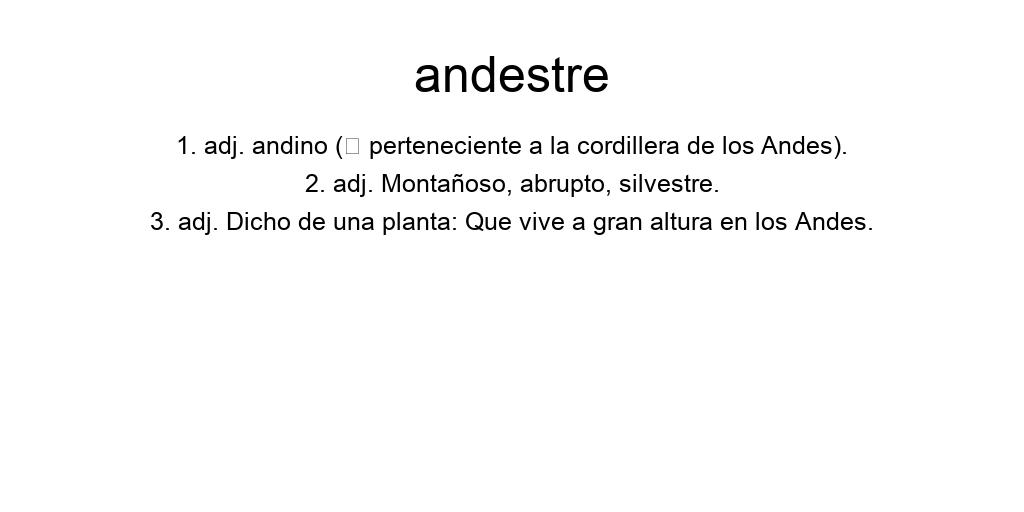 andestre
1. adj. andino (□ perteneciente a la cordillera de los Andes).
2. adj. Montañoso, abrupto, silvestre.
3. adj. Dicho de una planta: Que vive a gran altura en los Andes.